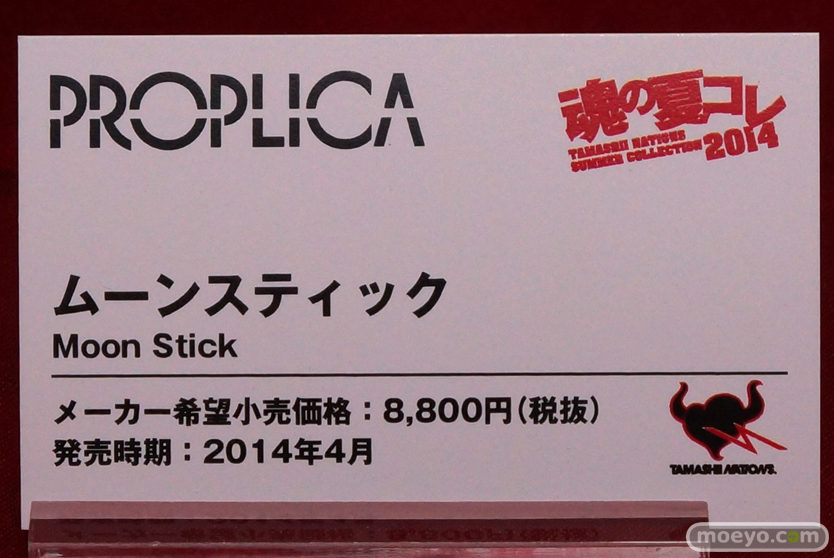 PROPLICA
魂の夏コレ
TAMASHII NATIONS
SUMMER COLLECTION 2014
ムーンスティック
Moon Stick
メーカー希望小売価格：8,800円（税抜）
発売時期：2014年4月
TAMASHII NATIONS.
moeyo.com